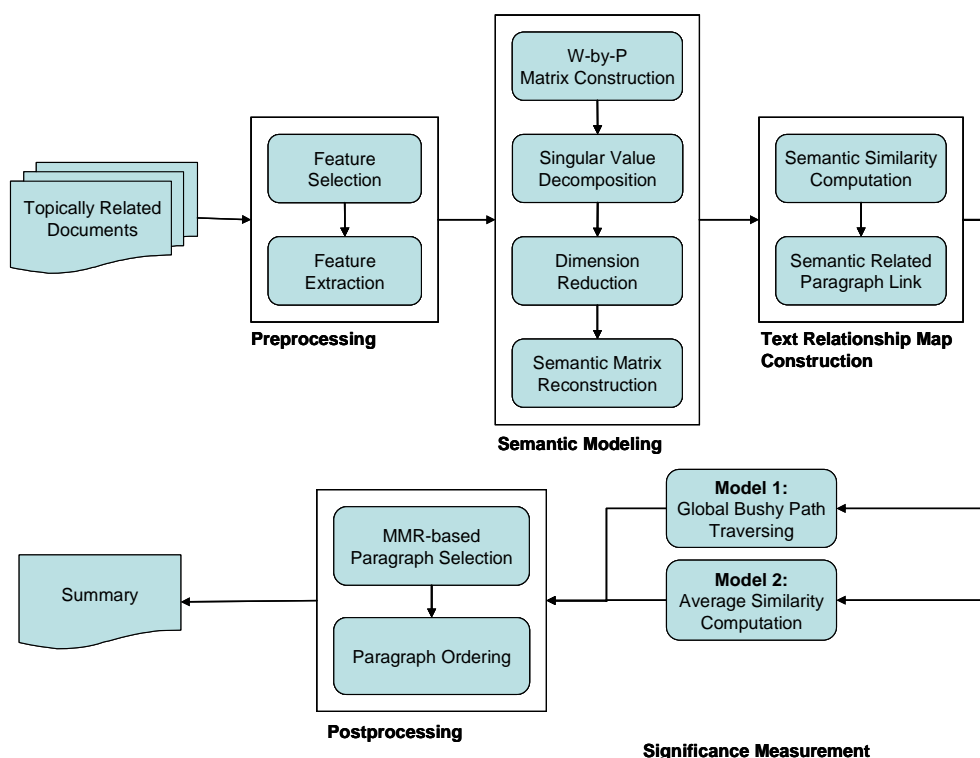 Topically Related
Documents
Feature
Selection
Feature
Extraction
Preprocessing
W-by-P
Matrix Construction
Singular Value
Decomposition
Dimension
Reduction
Semantic Matrix
Reconstruction
Semantic Modeling
Semantic Similarity
Computation
Semantic Related
Paragraph Link
Text Relationship Map
Construction
Model 1:
Global Bushy Path
Traversing
Model 2:
Average Similarity
Computation
Significance Measurement
MMR-based
Paragraph Selection
Paragraph Ordering
Postprocessing
Summary